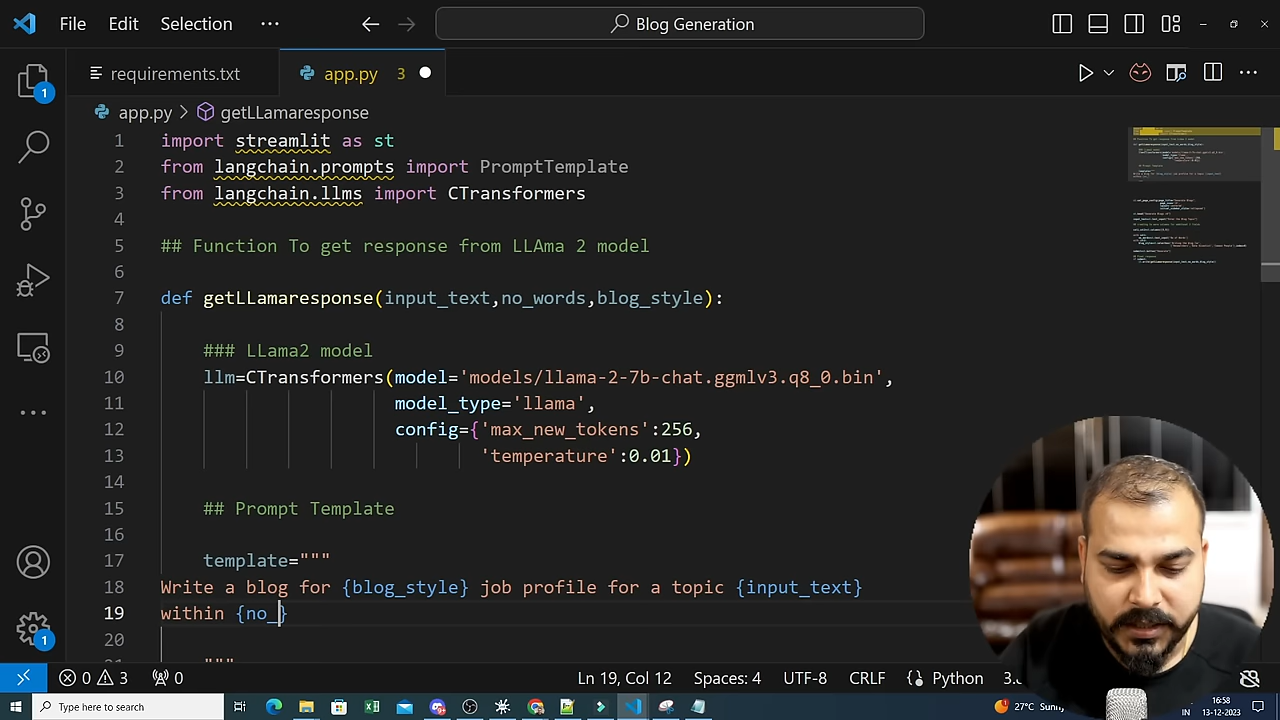 File Edit Selection ··· Blog Generation
requirements.txt app.py 3
app.py > getLLamaresponse
1 import streamlit as st
2 from langchain.prompts import PromptTemplate
3 from langchain.llms import CTransformers
4
5 ## Function To get response from LLAma 2 model
6
7 def getLLamaresponse(input_text,no_words,blog_style):
8
9 ### LLama2 model
10 llm=CTransformers(model='models/llama-2-7b-chat.ggmlv3.q8_0.bin',
11 model_type='llama',
12 config={'max_new_tokens':256,
13 'temperature':0.01})
14
15 ## Prompt Template
16
17 template="""
18 Write a blog for {blog_style} job profile for a topic {input_text}
19 within {no_}
20
21 """
1
1
0 3 0 Ln 19, Col 12 Spaces: 4 UTF-8 CRLF {} Python 3.
Type here to search 27°C Sunny IN 16:58
13-12-2023